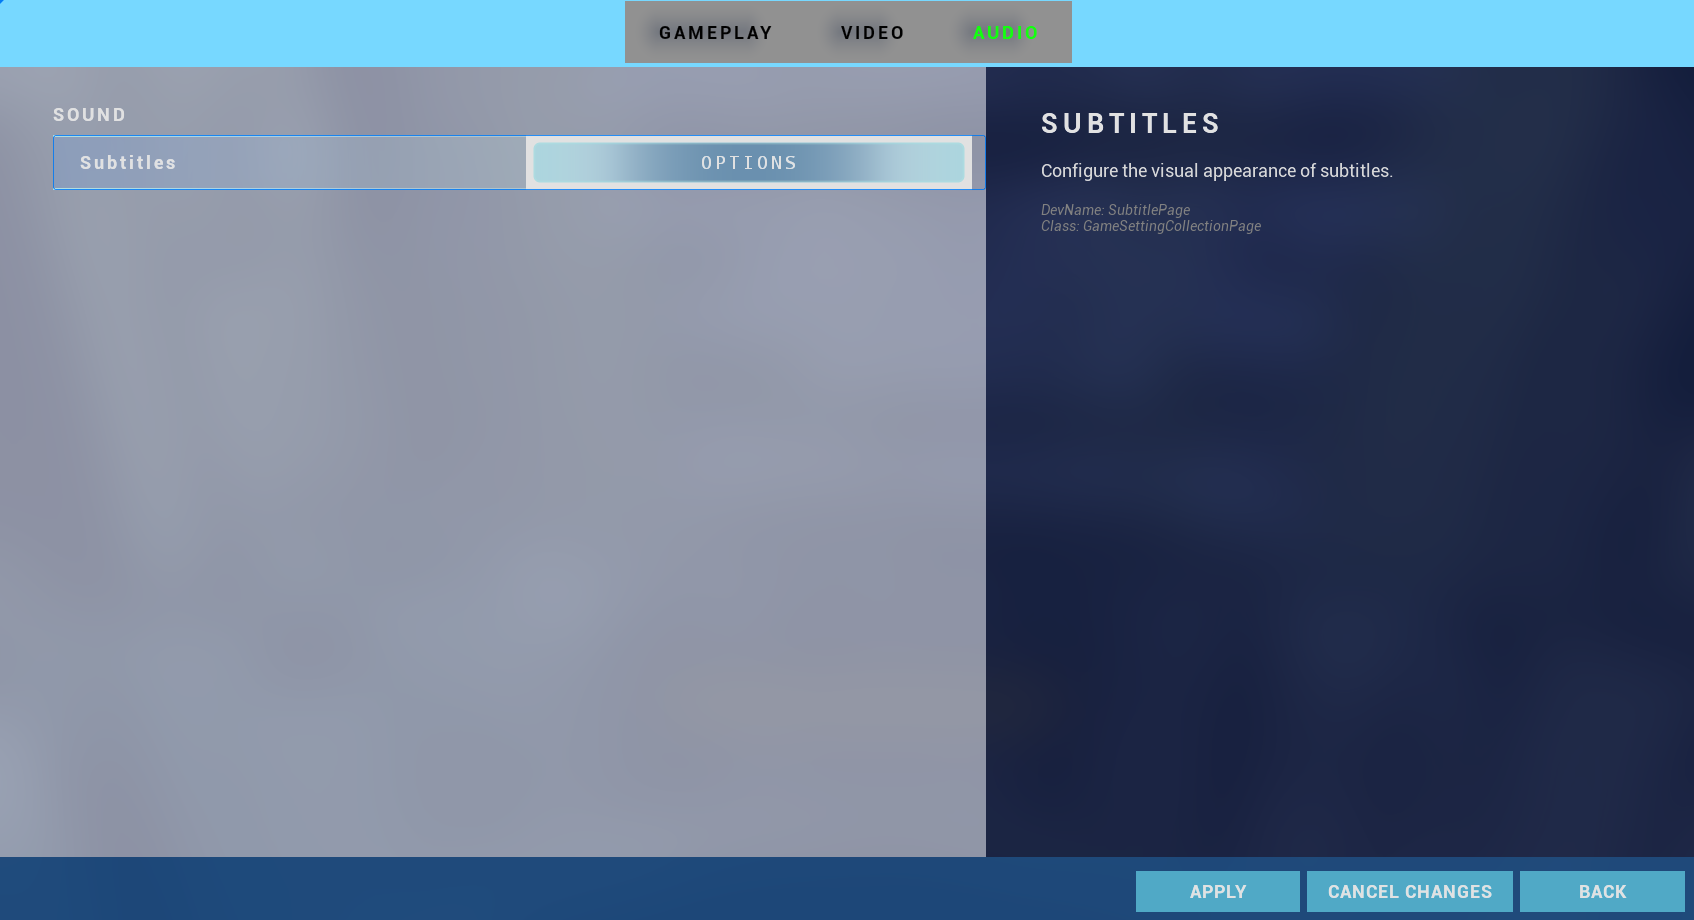 GAMEPLAY VIDEO AUDIO
SOUND
Subtitles OPTIONS
SUBTITLES
Configure the visual appearance of subtitles.
DevName: SubtitlePage
Class: GameSettingCollectionPage
APPLY CANCEL CHANGES BACK